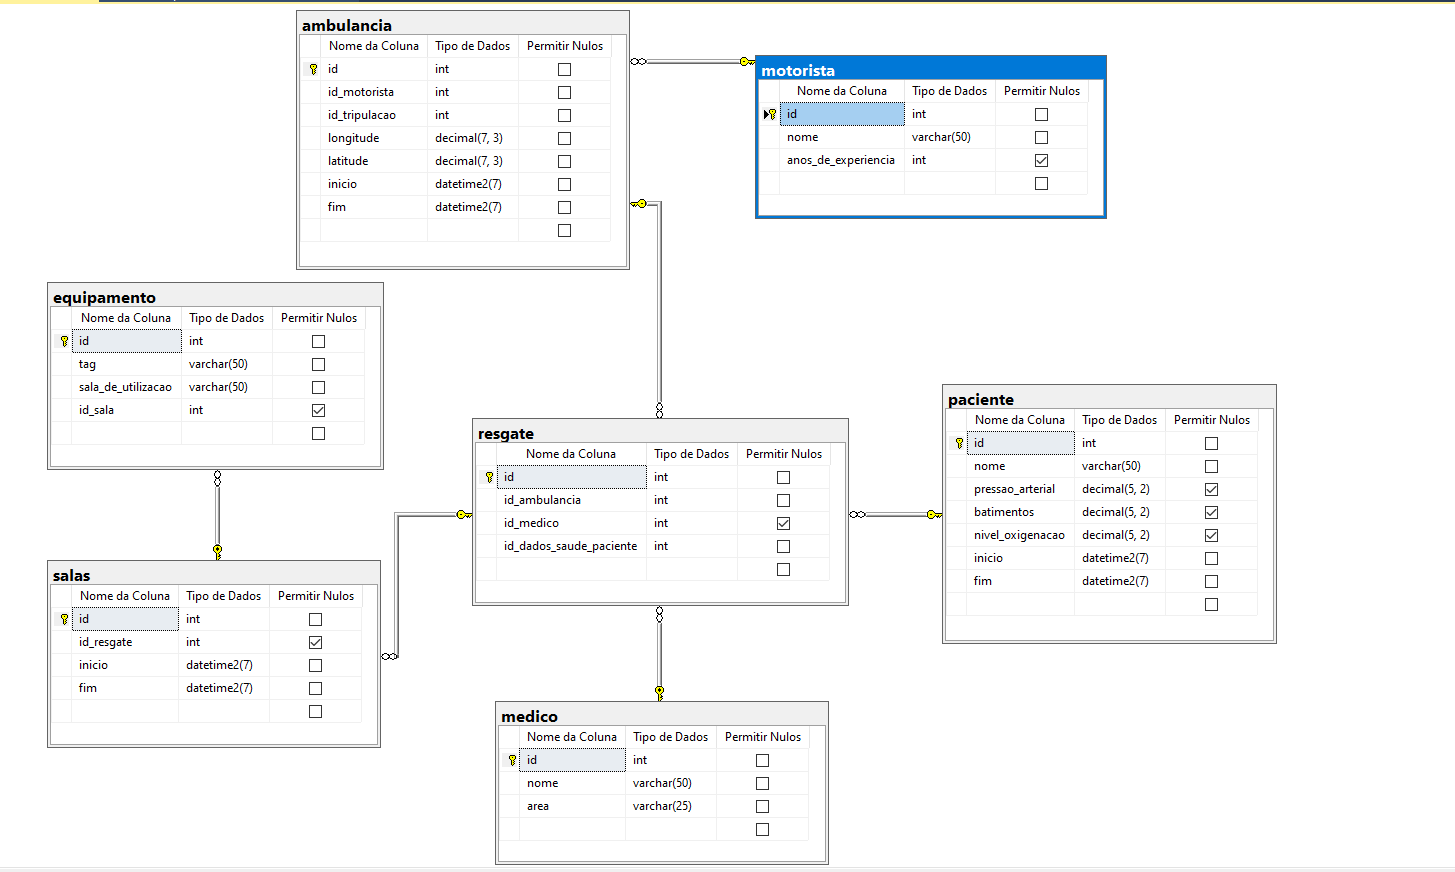 ambulancia
Nome da Coluna Tipo de Dados Permitir Nulos
id int
id_motorista int
id_tripulacao int
longitude decimal(7, 3)
latitude decimal(7, 3)
inicio datetime2(7)
fim datetime2(7)
motorista
Nome da Coluna Tipo de Dados Permitir Nulos
id int
nome varchar(50)
anos_de_experiencia int
equipamento
Nome da Coluna Tipo de Dados Permitir Nulos
id int
tag varchar(50)
sala_de_utilizacao varchar(50)
id_sala int
resgate
Nome da Coluna Tipo de Dados Permitir Nulos
id int
id_ambulancia int
id_medico int
id_dados_saude_paciente int
paciente
Nome da Coluna Tipo de Dados Permitir Nulos
id int
nome varchar(50)
pressao_arterial decimal(5, 2)
batimentos decimal(5, 2)
nivel_oxigenacao decimal(5, 2)
inicio datetime2(7)
fim datetime2(7)
salas
Nome da Coluna Tipo de Dados Permitir Nulos
id int
id_resgate int
inicio datetime2(7)
fim datetime2(7)
medico
Nome da Coluna Tipo de Dados Permitir Nulos
id int
nome varchar(50)
area varchar(25)